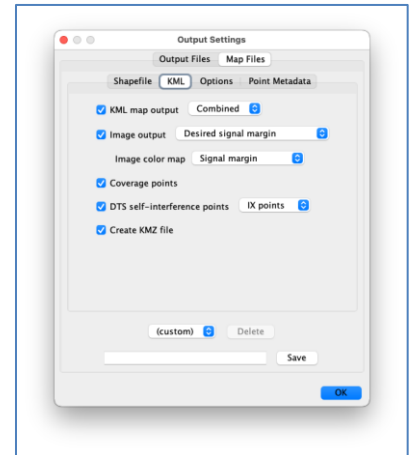 Output Settings
Output Files Map Files
Shapefile KML Options Point Metadata
KML map output Combined
Image output Desired signal margin
Image color map Signal margin
Coverage points
DTS self-interference points IX points
Create KMZ file
(custom) Delete
Save
OK